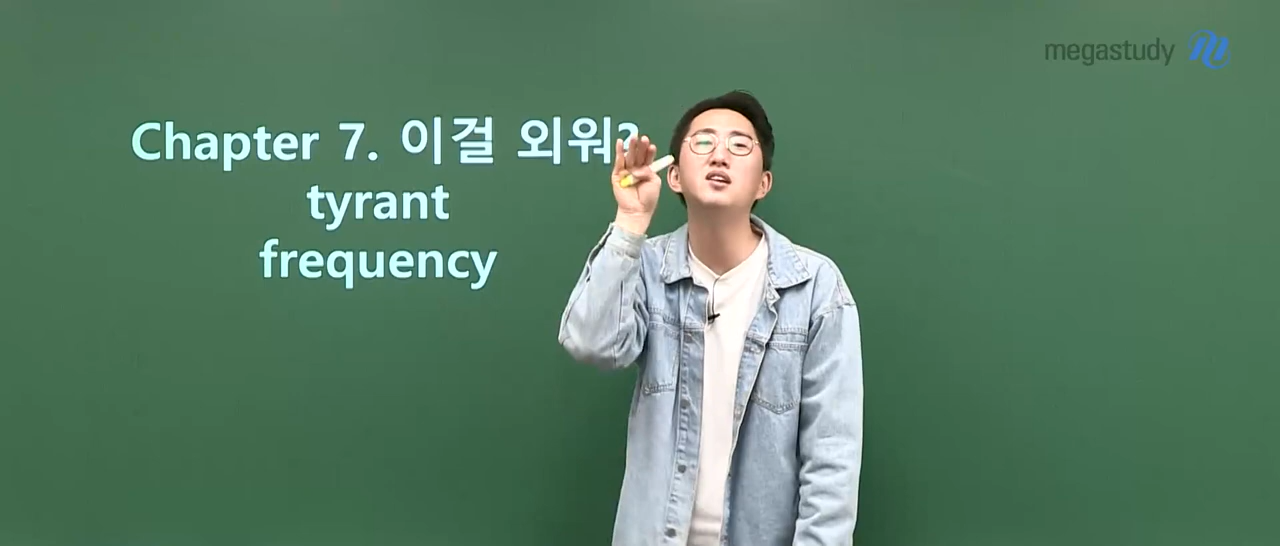 megastudy
Chapter 7. 이걸 외워?
tyrant
frequency